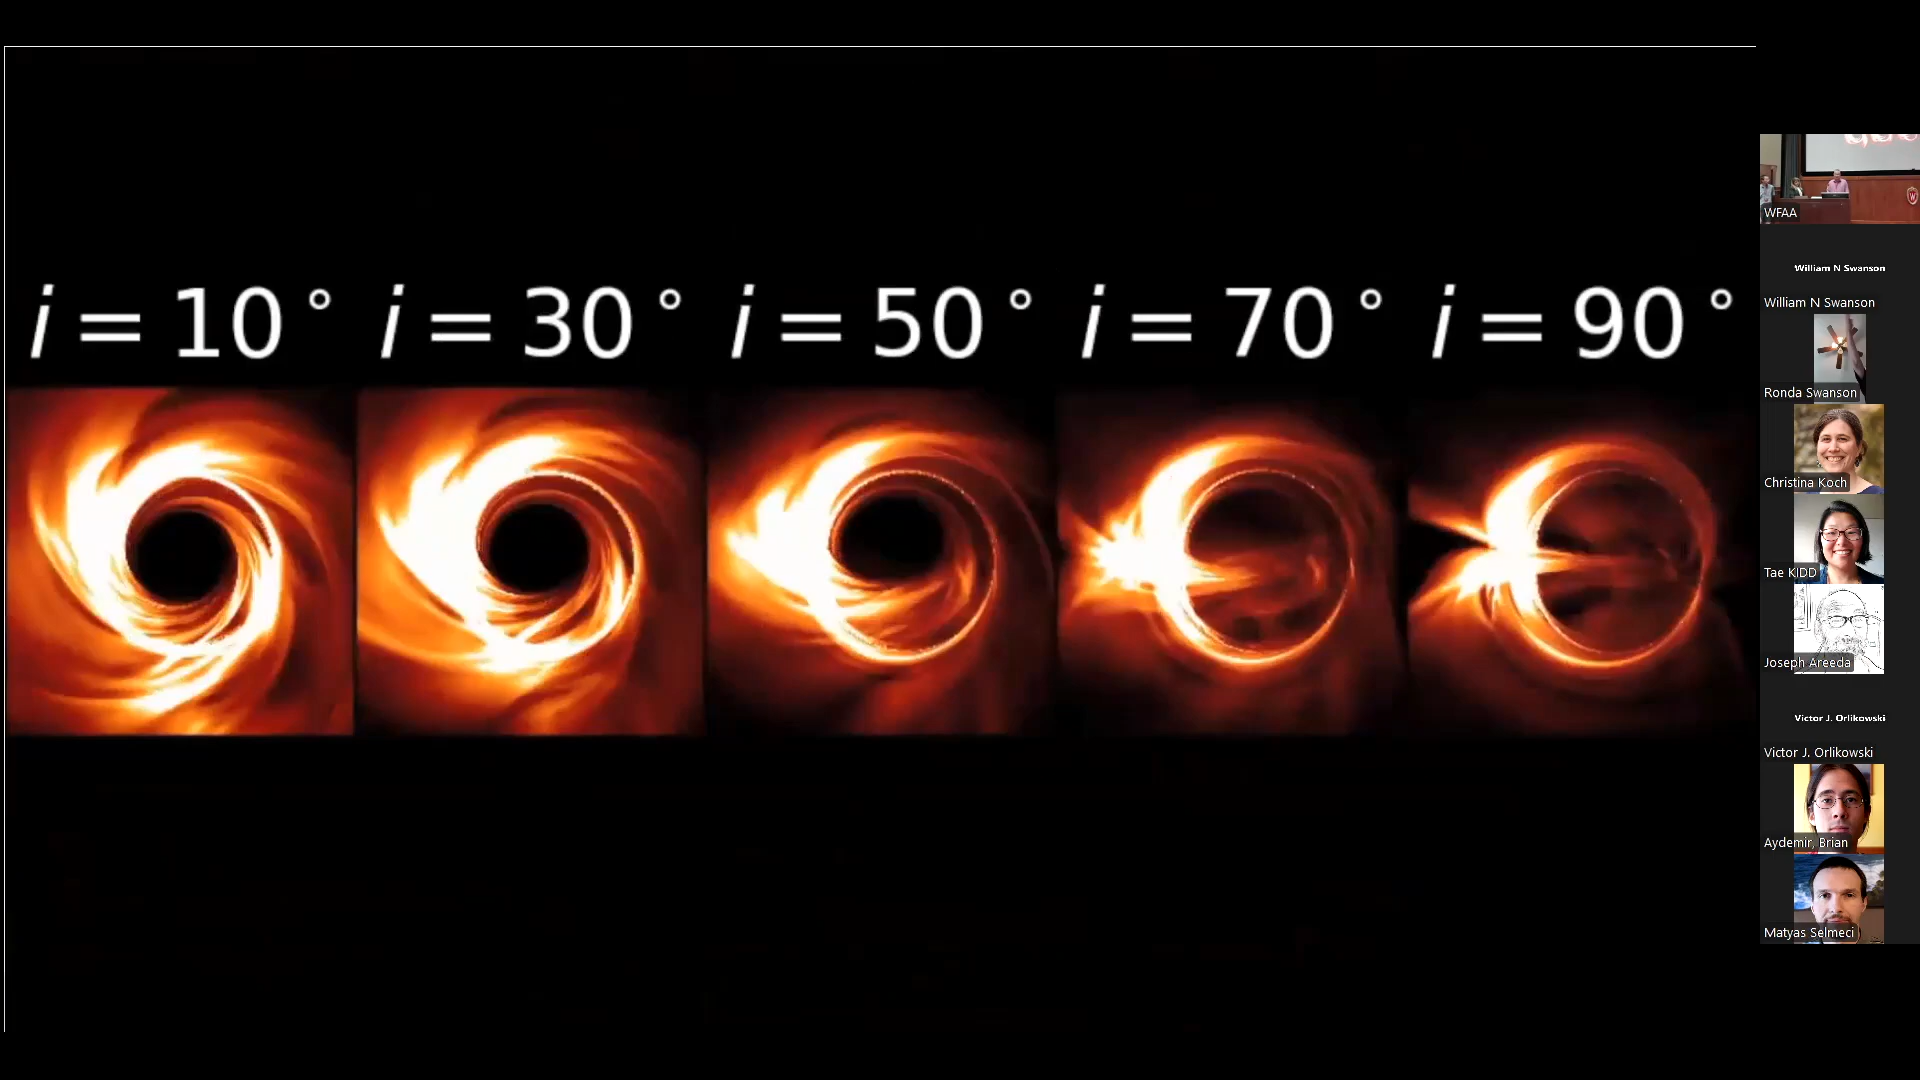 i = 10° i = 30° i = 50° i = 70° i = 90°
WFAA
William N Swanson
William N Swanson
Ronda Swanson
Christina Koch
Tae KIDD
Joseph Areeda
Victor J. Orlikowski
Victor J. Orlikowski
Aydemir, Brian
Matyas Selmeci
W